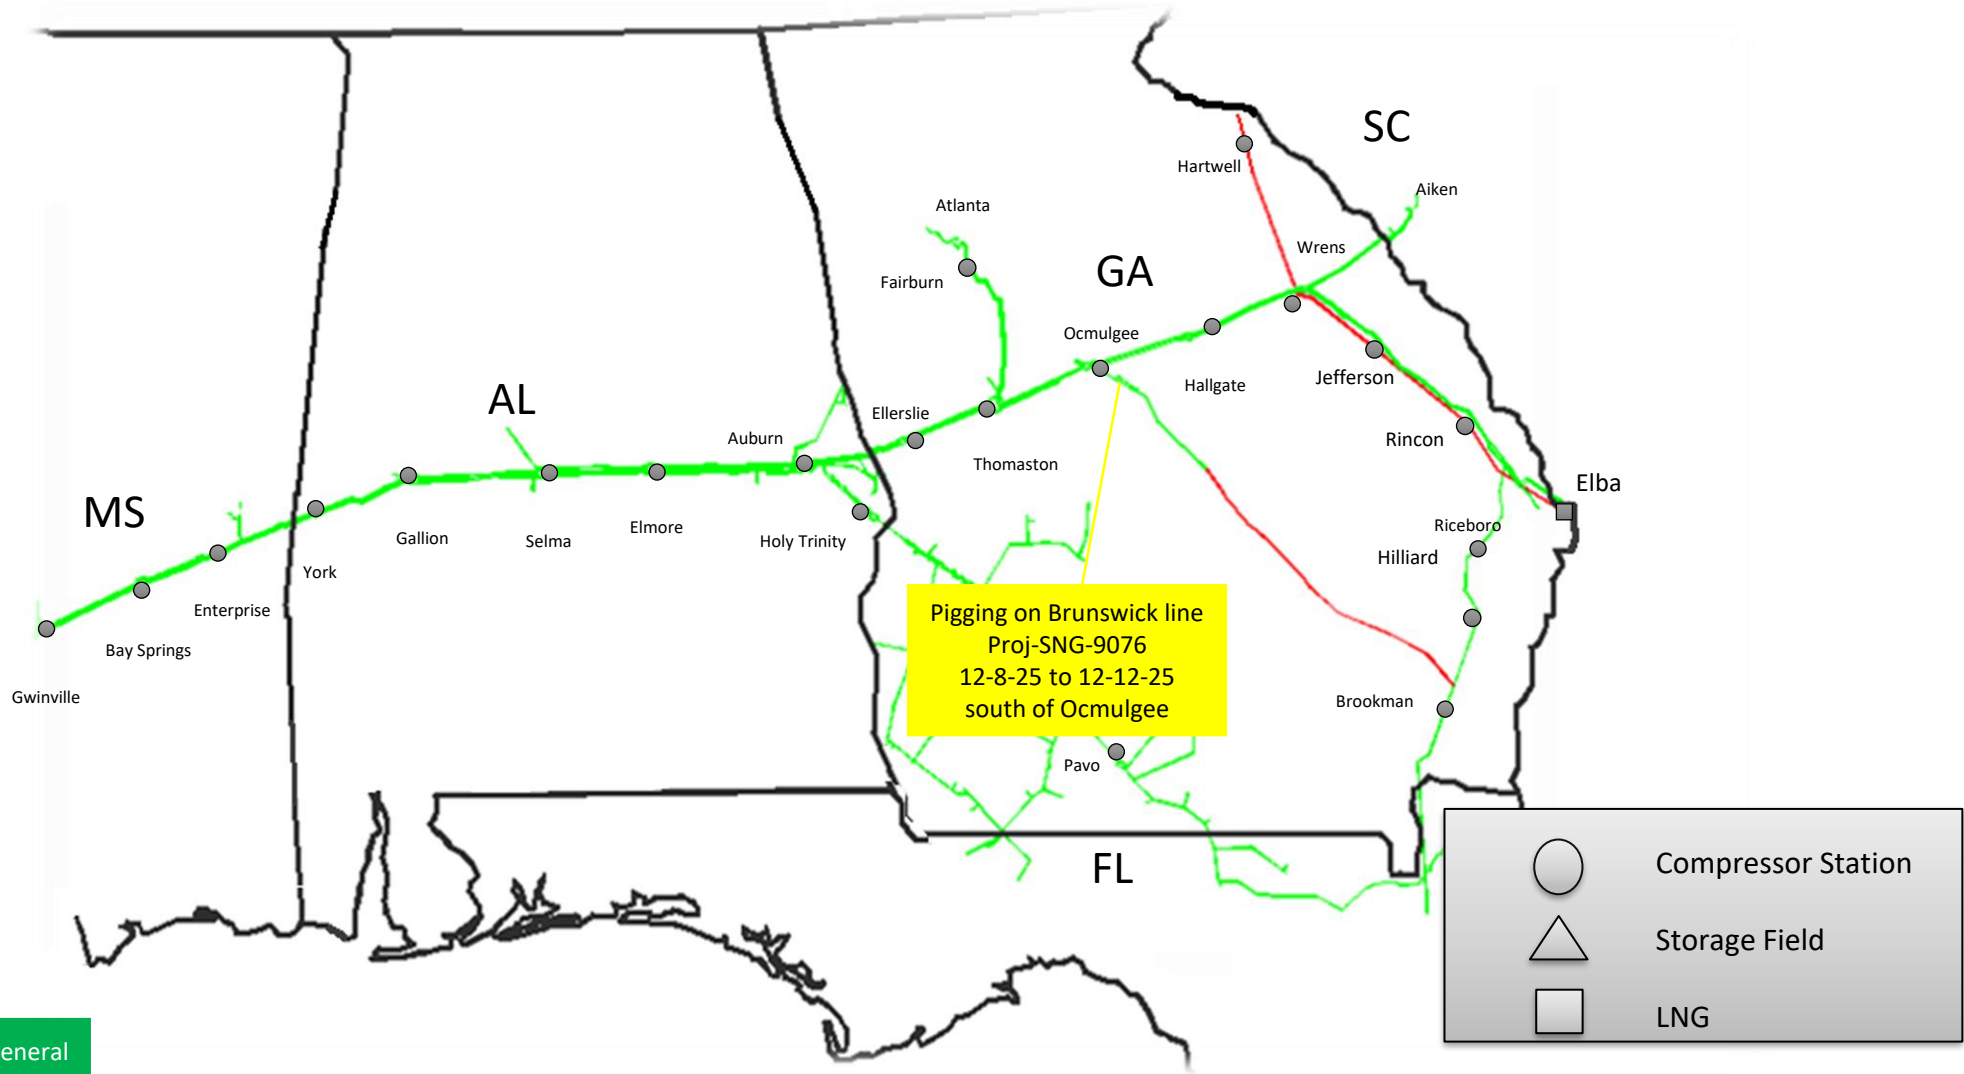 SC
Hartwell
Aiken
Atlanta
Wrens
GA
Fairburn
Ocmulgee
Jefferson
Hallgate
AL
Ellerslie
Auburn
Rincon
Thomaston
Elba
MS
Riceboro
Elmore
Gallion
Selma
Holy Trinity
Hilliard
York
Enterprise
Pigging on Brunswick line
Proj-SNG-9076
12-8-25 to 12-12-25
south of Ocmulgee
Bay Springs
Gwinville
Brookman
Pavo
FL
Compressor Station
Storage Field
LNG
eneral